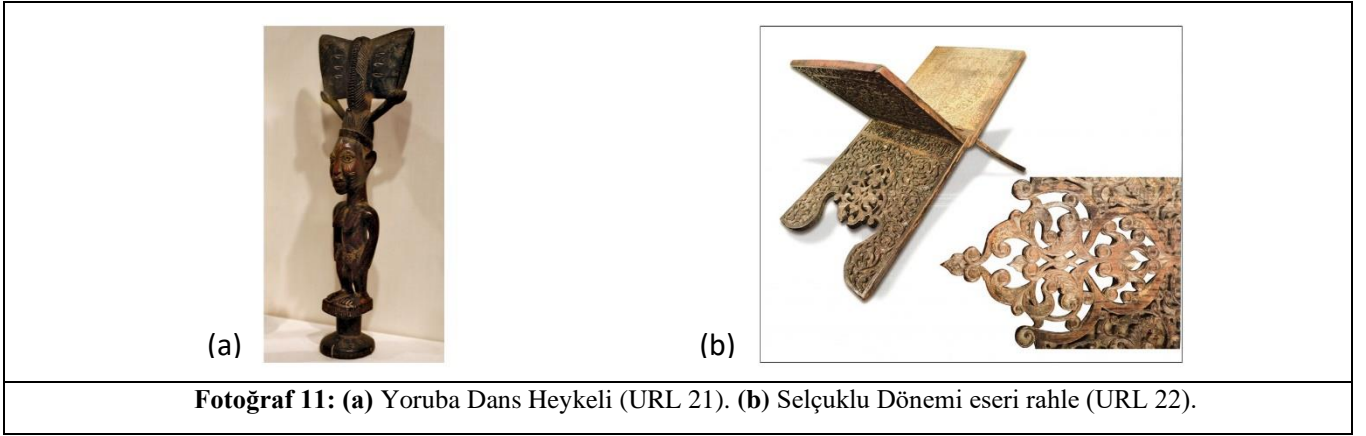 (a)
(b)
Fotoğraf 11: (a) Yoruba Dans Heykeli (URL 21). (b) Selçuklu Dönemi eseri rahle (URL 22).